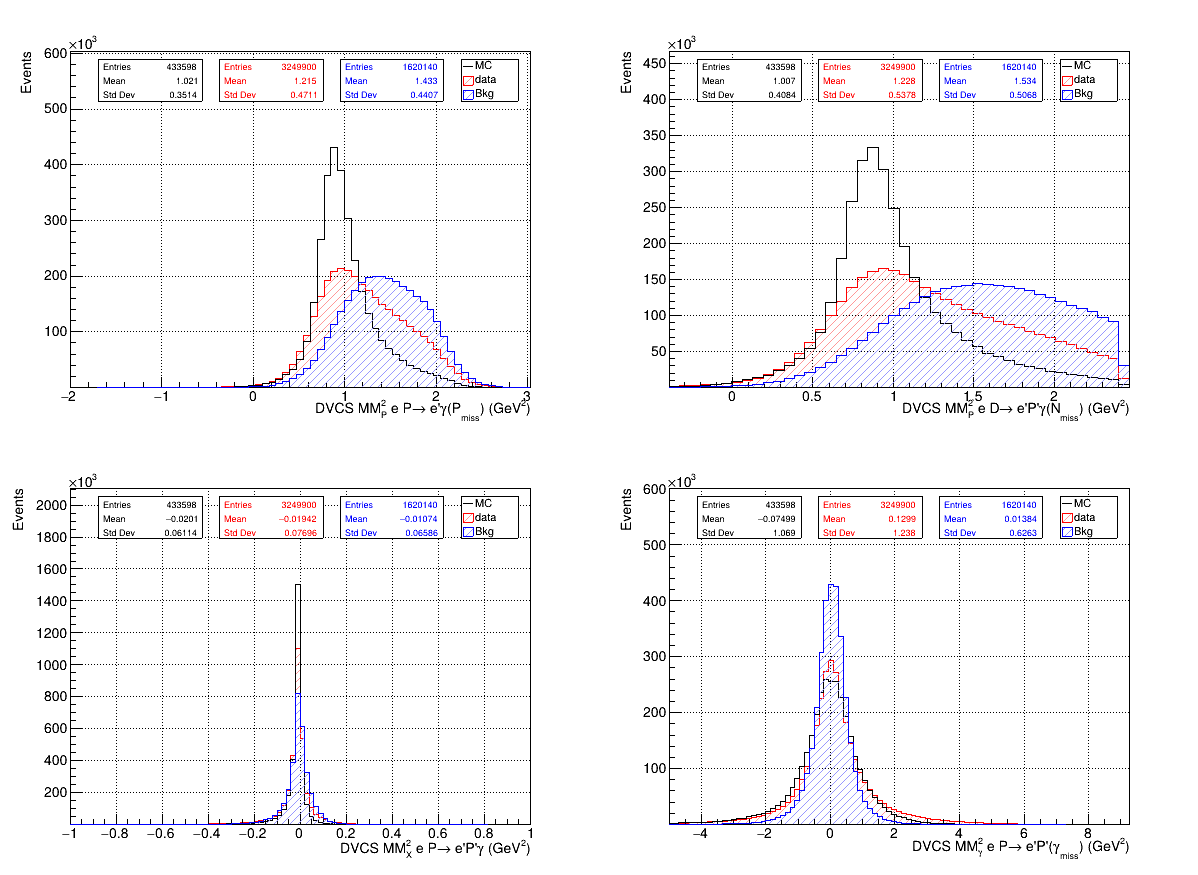 ×10³
600
500
400
300
200
100
Events
Entries 433598
Mean 1.021
Std Dev 0.3514
Entries 3249900
Mean 1.215
Std Dev 0.4711
Entries 1620140
Mean 1.433
Std Dev 0.4407
MC
data
Bkg
−2 −1 0 1 2 3
DVCS MM²_P e P→ e'γ(P_miss) (GeV²)
×10³
450
400
350
300
250
200
150
100
50
Events
Entries 433598
Mean 1.007
Std Dev 0.4084
Entries 3249900
Mean 1.228
Std Dev 0.5378
Entries 1620140
Mean 1.534
Std Dev 0.5068
MC
data
Bkg
0 0.5 1 1.5 2
DVCS MM²_P e D→ e'P'γ(N_miss) (GeV²)
×10³
2000
1800
1600
1400
1200
1000
800
600
400
200
Events
Entries 433598
Mean −0.0201
Std Dev 0.06114
Entries 3249900
Mean −0.01942
Std Dev 0.07696
Entries 1620140
Mean −0.01074
Std Dev 0.06586
MC
data
Bkg
−1 −0.8 −0.6 −0.4 −0.2 0 0.2 0.4 0.6 0.8 1
DVCS MM²_X e P→ e'P'γ (GeV²)
×10³
600
500
400
300
200
100
Events
Entries 433598
Mean −0.07499
Std Dev 1.069
Entries 3249900
Mean 0.1299
Std Dev 1.238
Entries 1620140
Mean 0.01384
Std Dev 0.6263
MC
data
Bkg
−4 −2 0 2 4 6 8
DVCS MM²_γ e P→ e'P'(γ_miss) (GeV²)